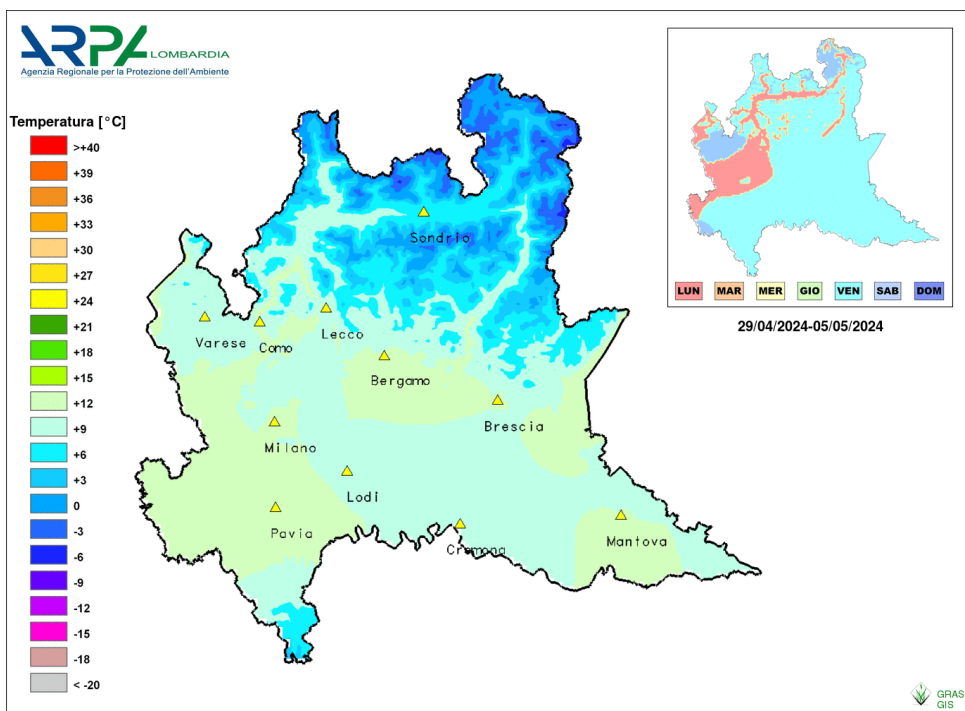 ARPA LOMBARDIA
Agenzia Regionale per la Protezione dell'Ambiente
Temperatura [°C]
>+40
+39
+36
+33
+30
+27
+24
+21
+18
+15
+12
+9
+6
+3
0
-3
-6
-9
-12
-15
-18
< -20
Sondrio
Varese
Como
Lecco
Bergamo
Brescia
Milano
Lodi
Pavia
Cremona
Mantova
LUN MAR MER GIO VEN SAB DOM
29/04/2024-05/05/2024
GRAS
GIS